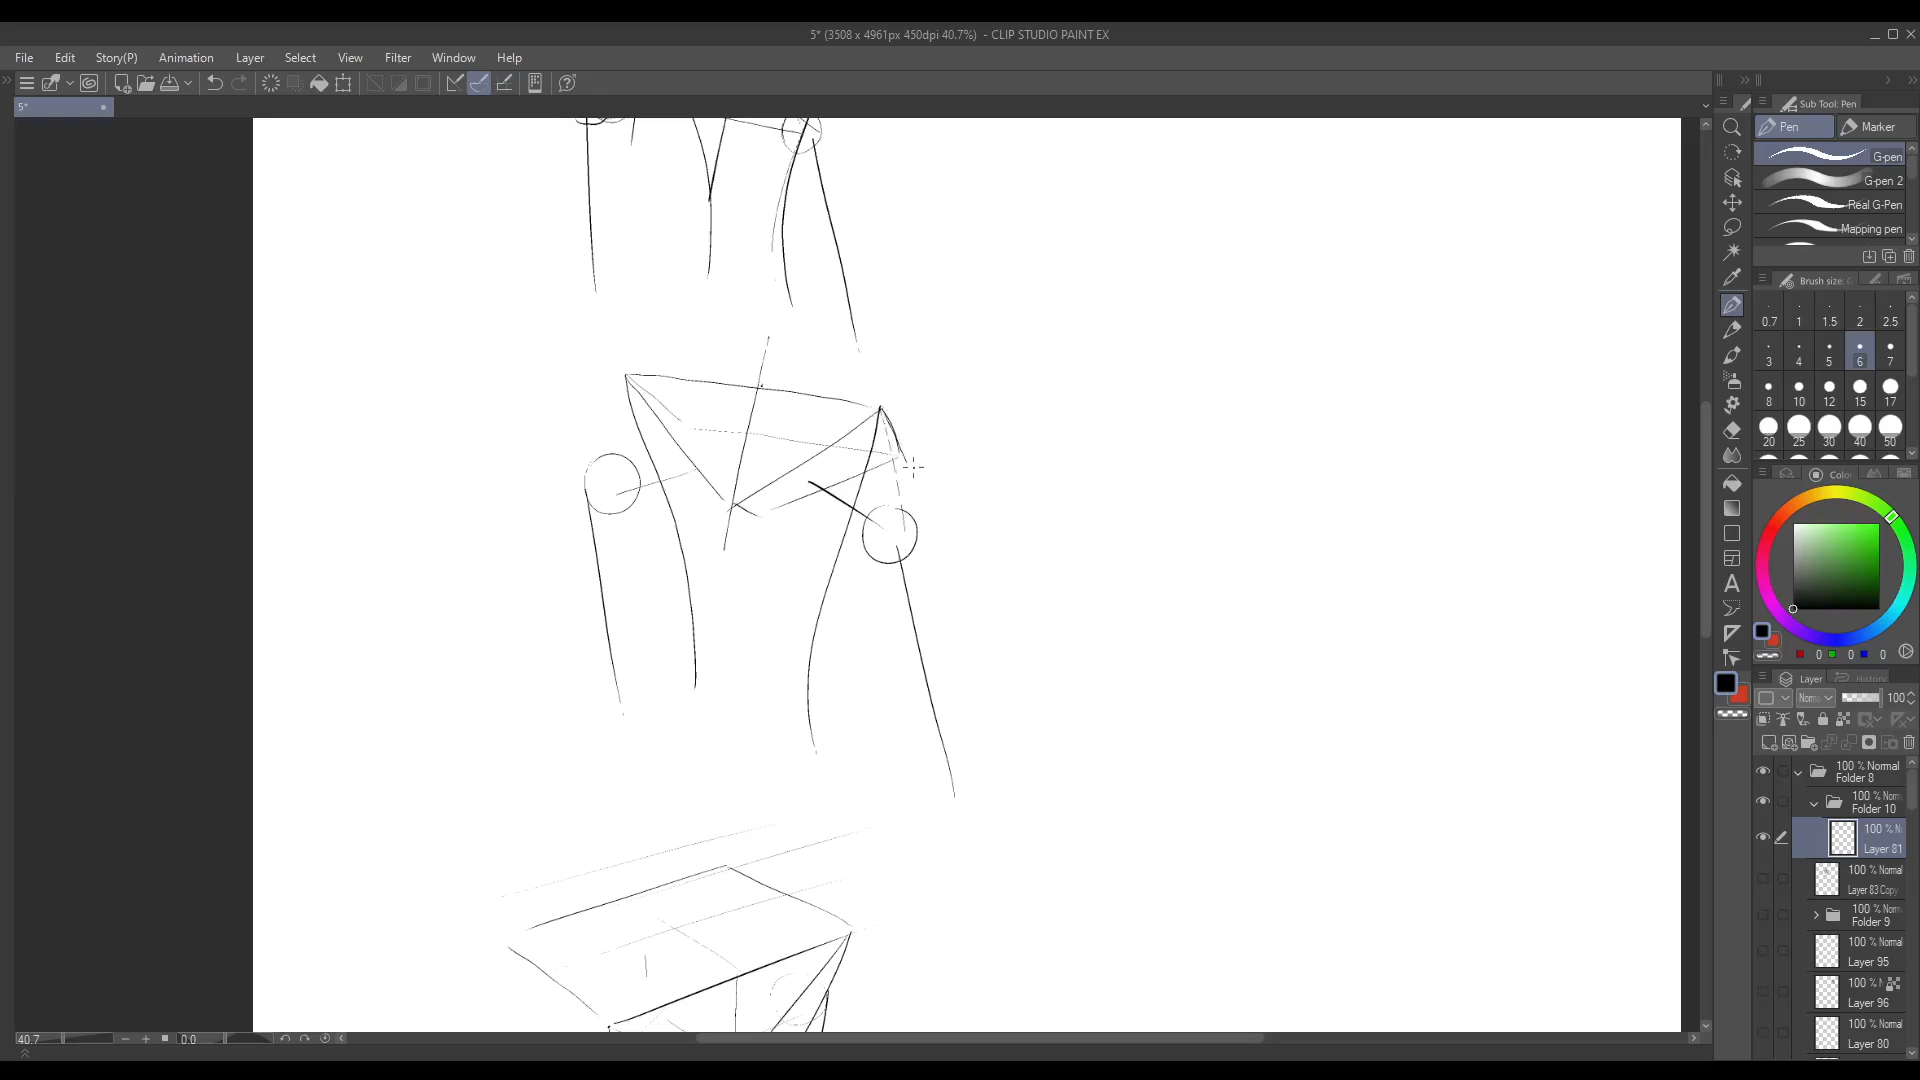 5* (3508 x 4961px 450dpi 40.7%)  - CLIP STUDIO PAINT EX
File Edit Story(P) Animation Layer Select View Filter Window Help
5*
Sub Tool: Pen
Pen Marker
G-pen
G-pen 2
Real G-Pen
Mapping pen
Brush size:
0.7 1 1.5 2 2.5
3 4 5 6 7
8 10 12 15 17
20 25 30 40 50
0 0 0
Layer History
100
100 % Normal
Folder 8
Folder 10
Layer 81
100 % Normal
Layer 83 Copy
Folder 9
100 % Normal
Layer 95
Layer 96
100 % Normal
Layer 80
40.7 0.0